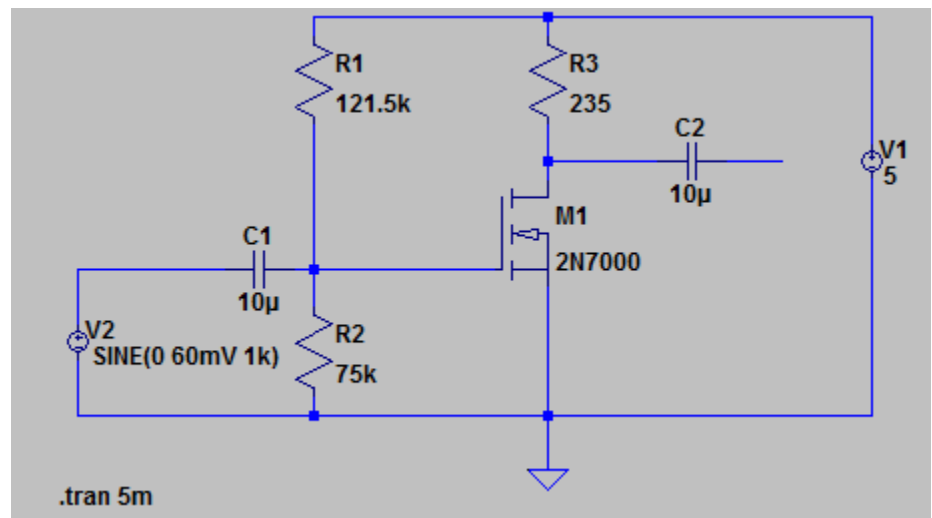 R1
121.5k
R3
235
C2
10µ
V1
5
M1
2N7000
C1
10µ
V2
SINE(0 60mV 1k)
R2
75k
.tran 5m